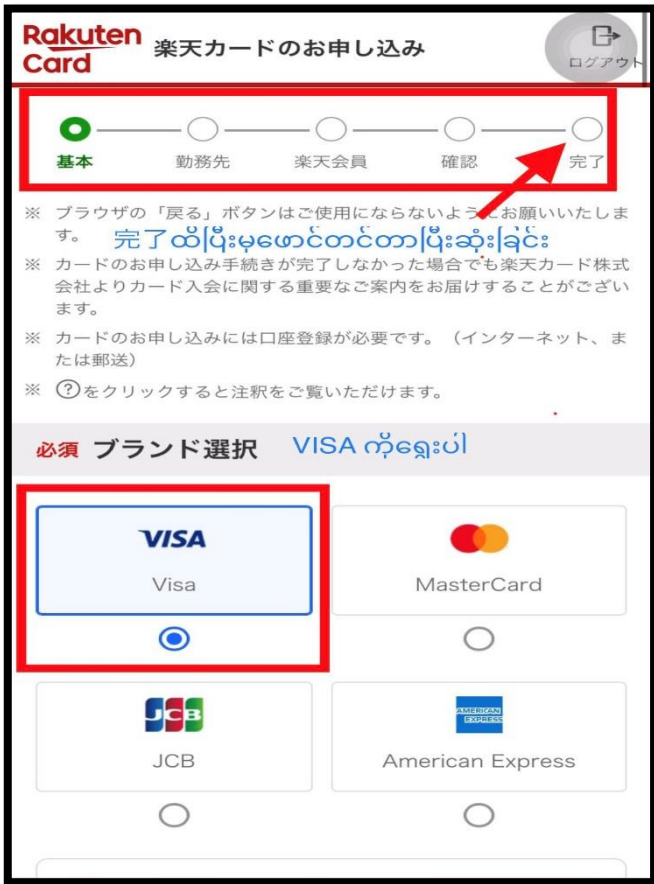 Rakuten
Card
楽天カードのお申し込み
ログアウト
基本 勤務先 楽天会員 確認 完了
※ ブラウザの「戻る」ボタンはご使用にならないようにお願いいたしま
す。
完了ထိပြီးမှဖောင်တင်တာပြီးဆုံးခြင်း
※ カードのお申し込み手続きが完了しなかった場合でも楽天カード株式
会社よりカード入会に関する重要なご案内をお届けすることがござい
ます。
※ カードのお申し込みには口座登録が必要です。（インターネット、ま
たは郵送）
※ ?をクリックすると注釈をご覧いただけます。
必須 ブランド選択 VISA ကိုရွေးပါ
VISA
Visa
MasterCard
JCB
JCB
AMERICAN
EXPRESS
American Express